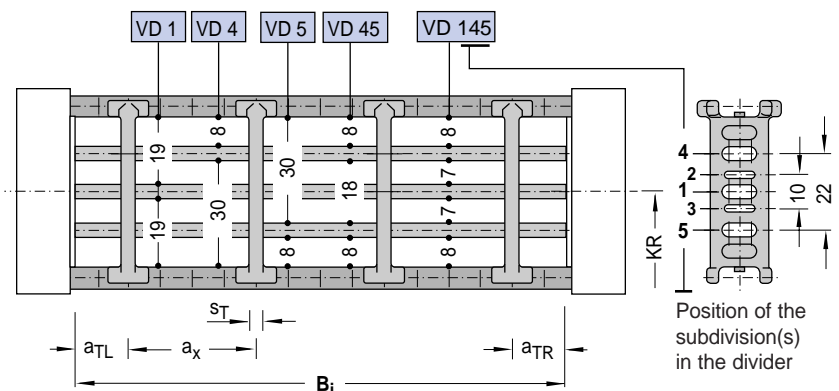 VD 1 VD 4 VD 5 VD 45 VD 145
8 8 8
19 30 7
18
30 7
19 8 8 8
KR
4
2
1
3
5
10
22
sT
aTL ax aTR
Bi
Position of the
subdivision(s)
in the divider